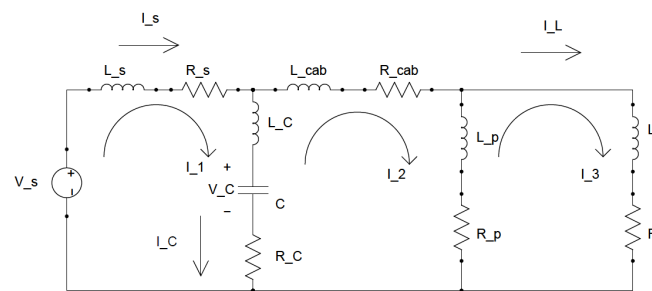 I_s
I_L
L_s
R_s
L_cab
R_cab
L_C
L_p
L
I_1
+
V_C
–
C
I_2
I_3
V_s
+
I_C
R_C
R_p